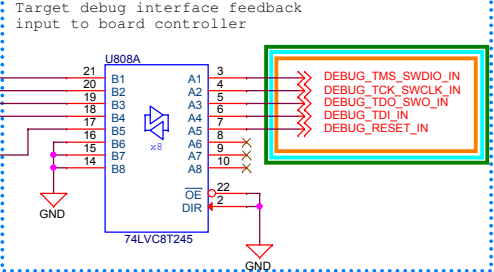 Target debug interface feedback
input to board controller
U808A
21 B1 A1 3 DEBUG_TMS_SWDIO_IN
20 B2 A2 4 DEBUG_TCK_SWCLK_IN
19 B3 A3 5 DEBUG_TDO_SWO_IN
18 B4 A4 6 DEBUG_TDI_IN
17 B5 A5 7 DEBUG_RESET_IN
16 B6 A6 8
15 B7 A7 9
14 B8 A8 10
x8
OE 22
DIR 2
GND
74LVC8T245
GND